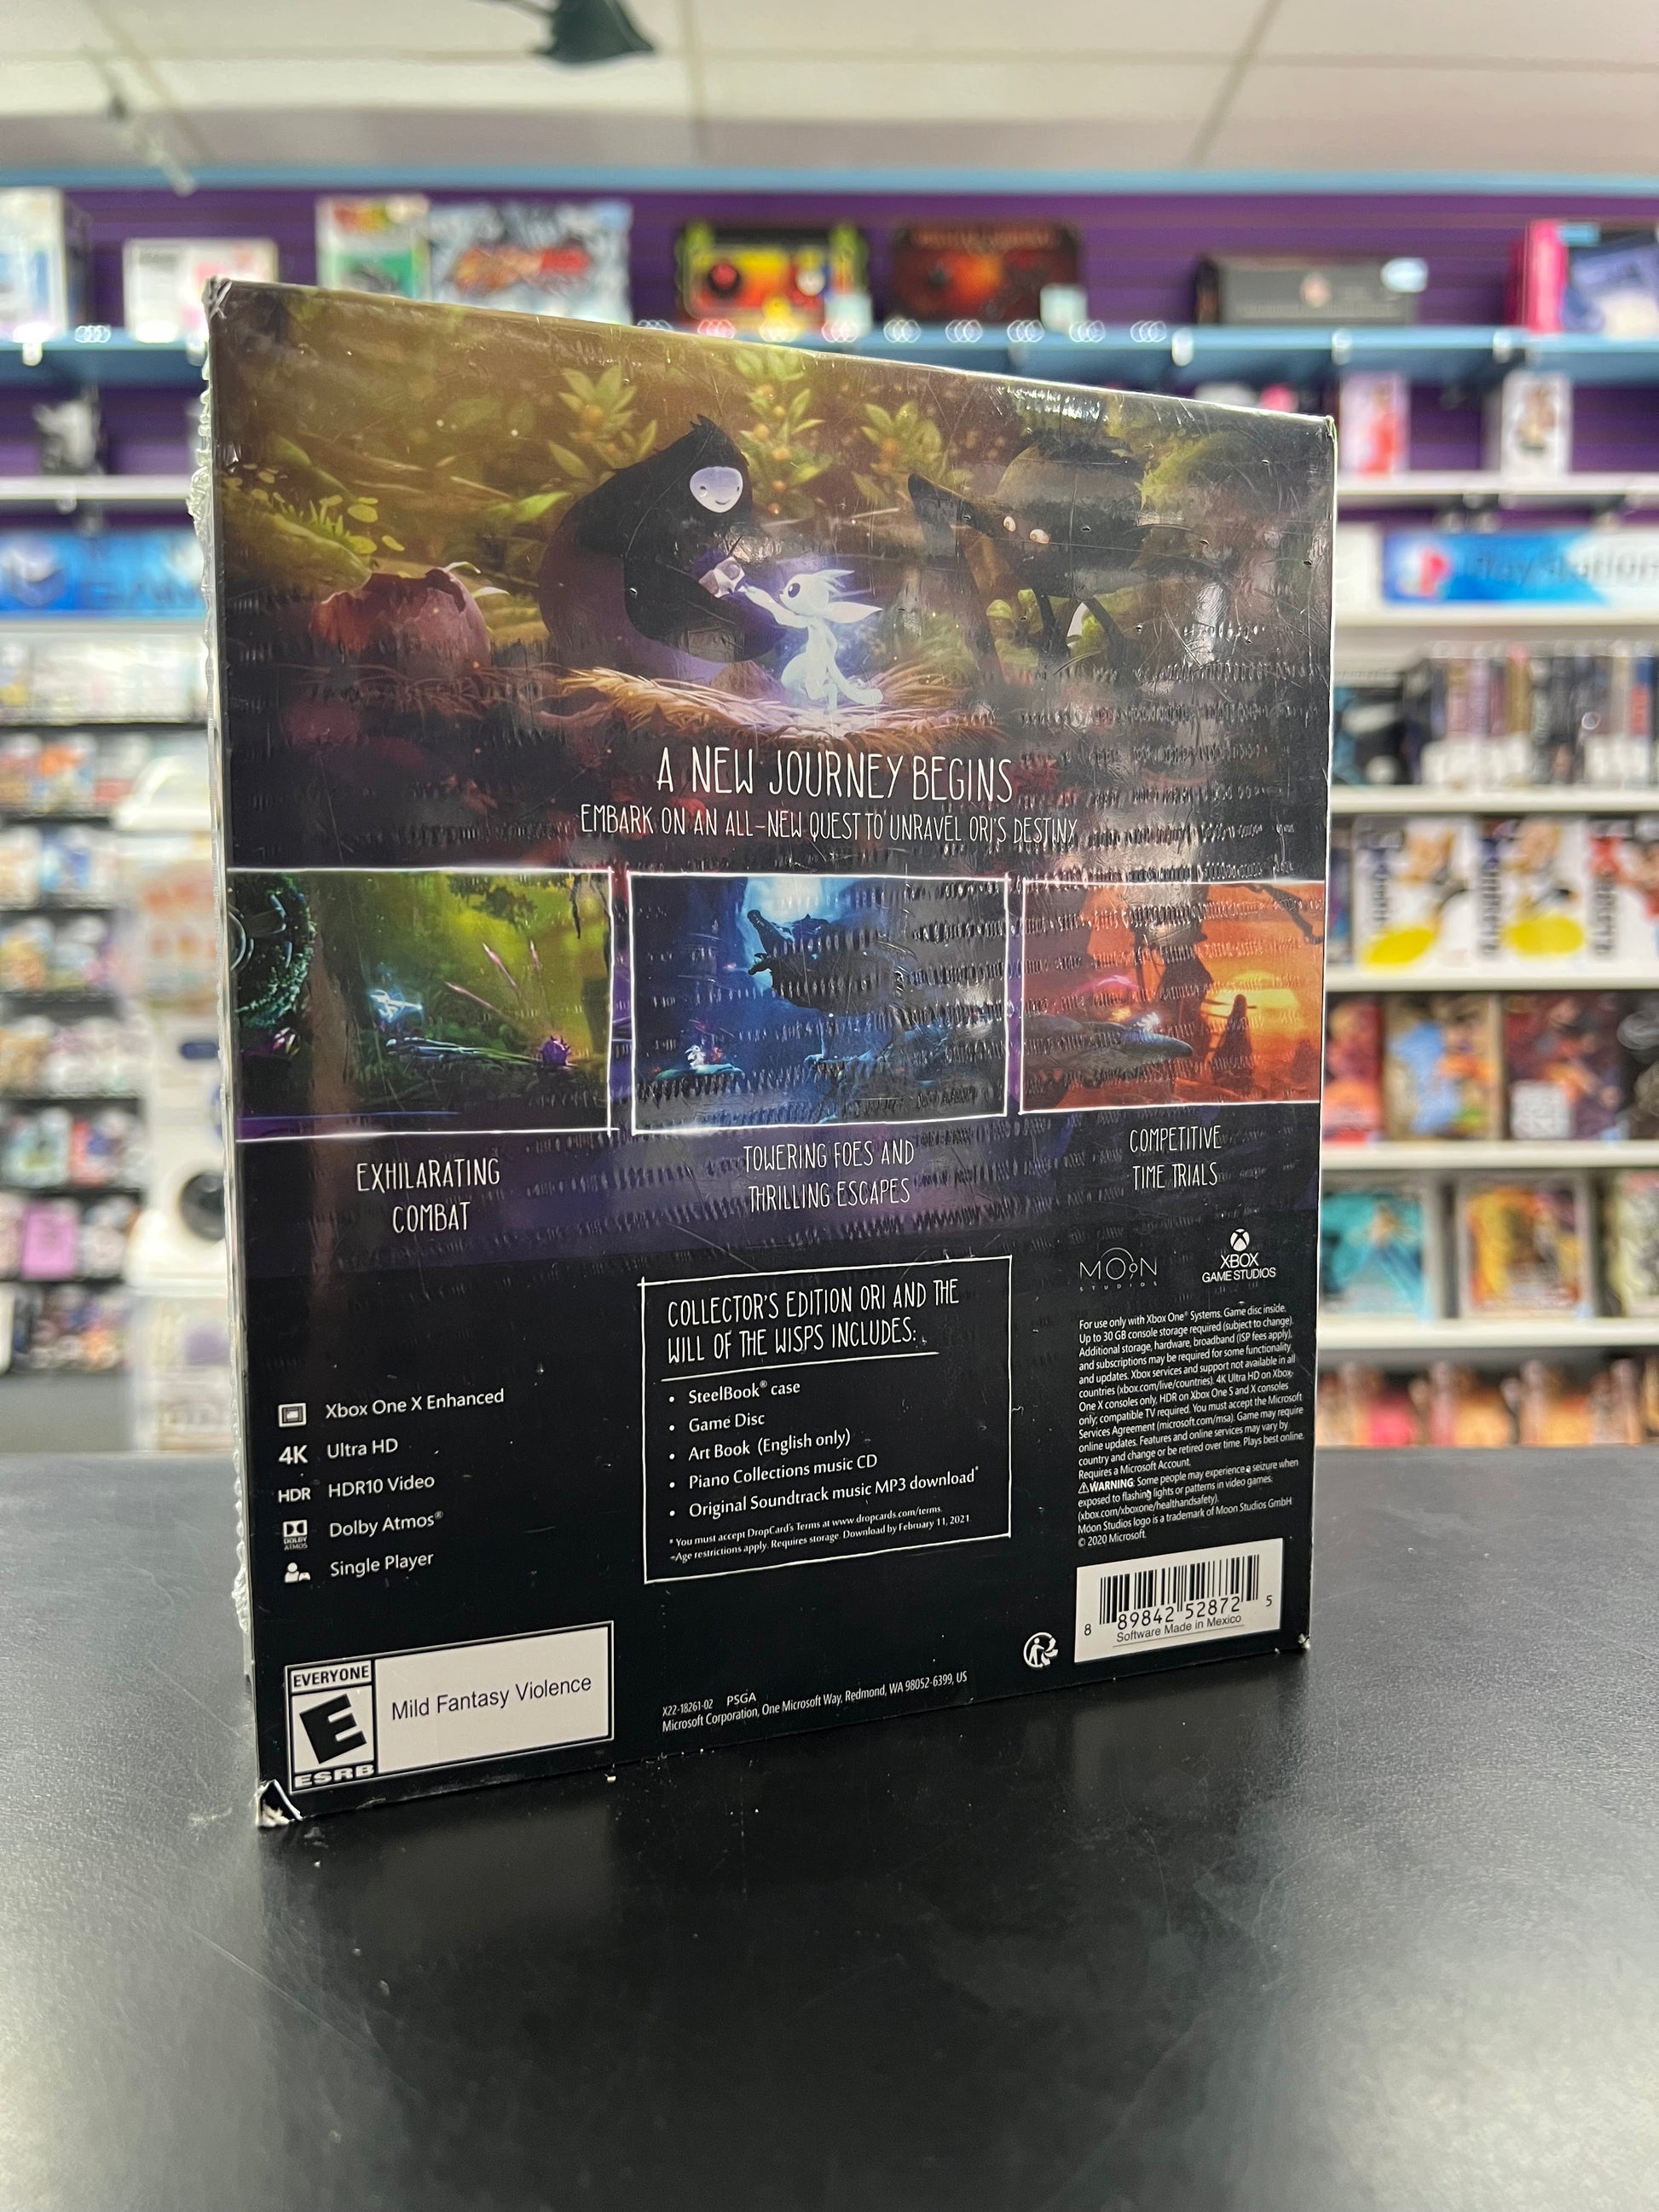 A NEW JOURNEY BEGINS
EMBARK ON AN ALL-NEW QUEST TO UNRAVEL ORI'S DESTINY
EXHILARATING
COMBAT
TOWERING FOES AND
THRILLING ESCAPES
COMPETITIVE
TIME TRIALS
Xbox One X Enhanced
4K Ultra HD
HDR HDR10 Video
DOLBY ATMOS Dolby Atmos®
Single Player
COLLECTOR'S EDITION ORI AND THE
WILL OF THE WISPS INCLUDES:
• SteelBook® case
• Game Disc
• Art Book (English only)
• Piano Collections music CD
• Original Soundtrack music MP3 download*
* You must accept DropCard's Terms at www.dropcards.com/terms.
Age restrictions apply. Requires storage. Download by February 11, 2021.
MOON
STUDIOS
XBOX
GAME STUDIOS
For use only with Xbox One® Systems. Game disc inside.
Up to 30 GB console storage required (subject to change).
Additional storage, hardware, broadband (ISP fees apply),
and subscriptions may be required for some functionality
and updates. Xbox services and support not available in all
countries (xbox.com/live/countries). 4K Ultra HD on Xbox
One X consoles only, HDR on Xbox One S and X consoles
only; compatible TV required. You must accept the Microsoft
Services Agreement (microsoft.com/msa). Game may require
online updates. Features and online services may vary by
country and change or be retired over time. Plays best online.
Requires a Microsoft Account.
⚠WARNING: Some people may experience a seizure when
exposed to flashing lights or patterns in video games.
(xbox.com/xboxone/healthandsafety).
Moon Studios logo is a trademark of Moon Studios GmbH
© 2020 Microsoft.
8 89842 52872 5
Software Made in Mexico
EVERYONE
E
ESRB
Mild Fantasy Violence
X22-18261-02 PSGA
Microsoft Corporation, One Microsoft Way, Redmond, WA 98052-6399, US
PlayStation